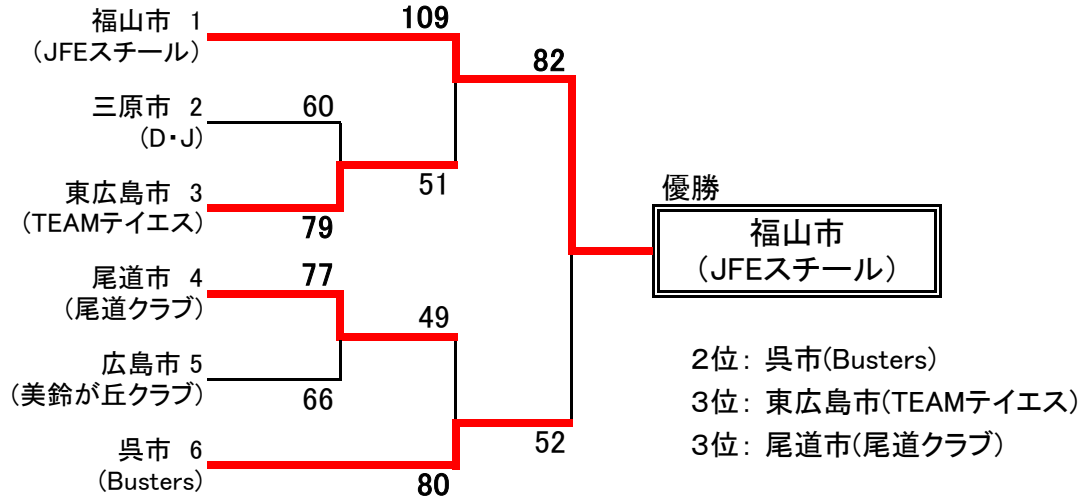 福山市 1
(JFEスチール)
109
82
三原市 2
(D・J)
60
51
東広島市 3
(TEAMテイエス)
79
優勝
福山市
(JFEスチール)
尾道市 4
(尾道クラブ)
77
49
広島市 5
(美鈴が丘クラブ)
66
呉市 6
(Busters)
80
52
2位: 呉市(Busters)
3位: 東広島市(TEAMテイエス)
3位: 尾道市(尾道クラブ)